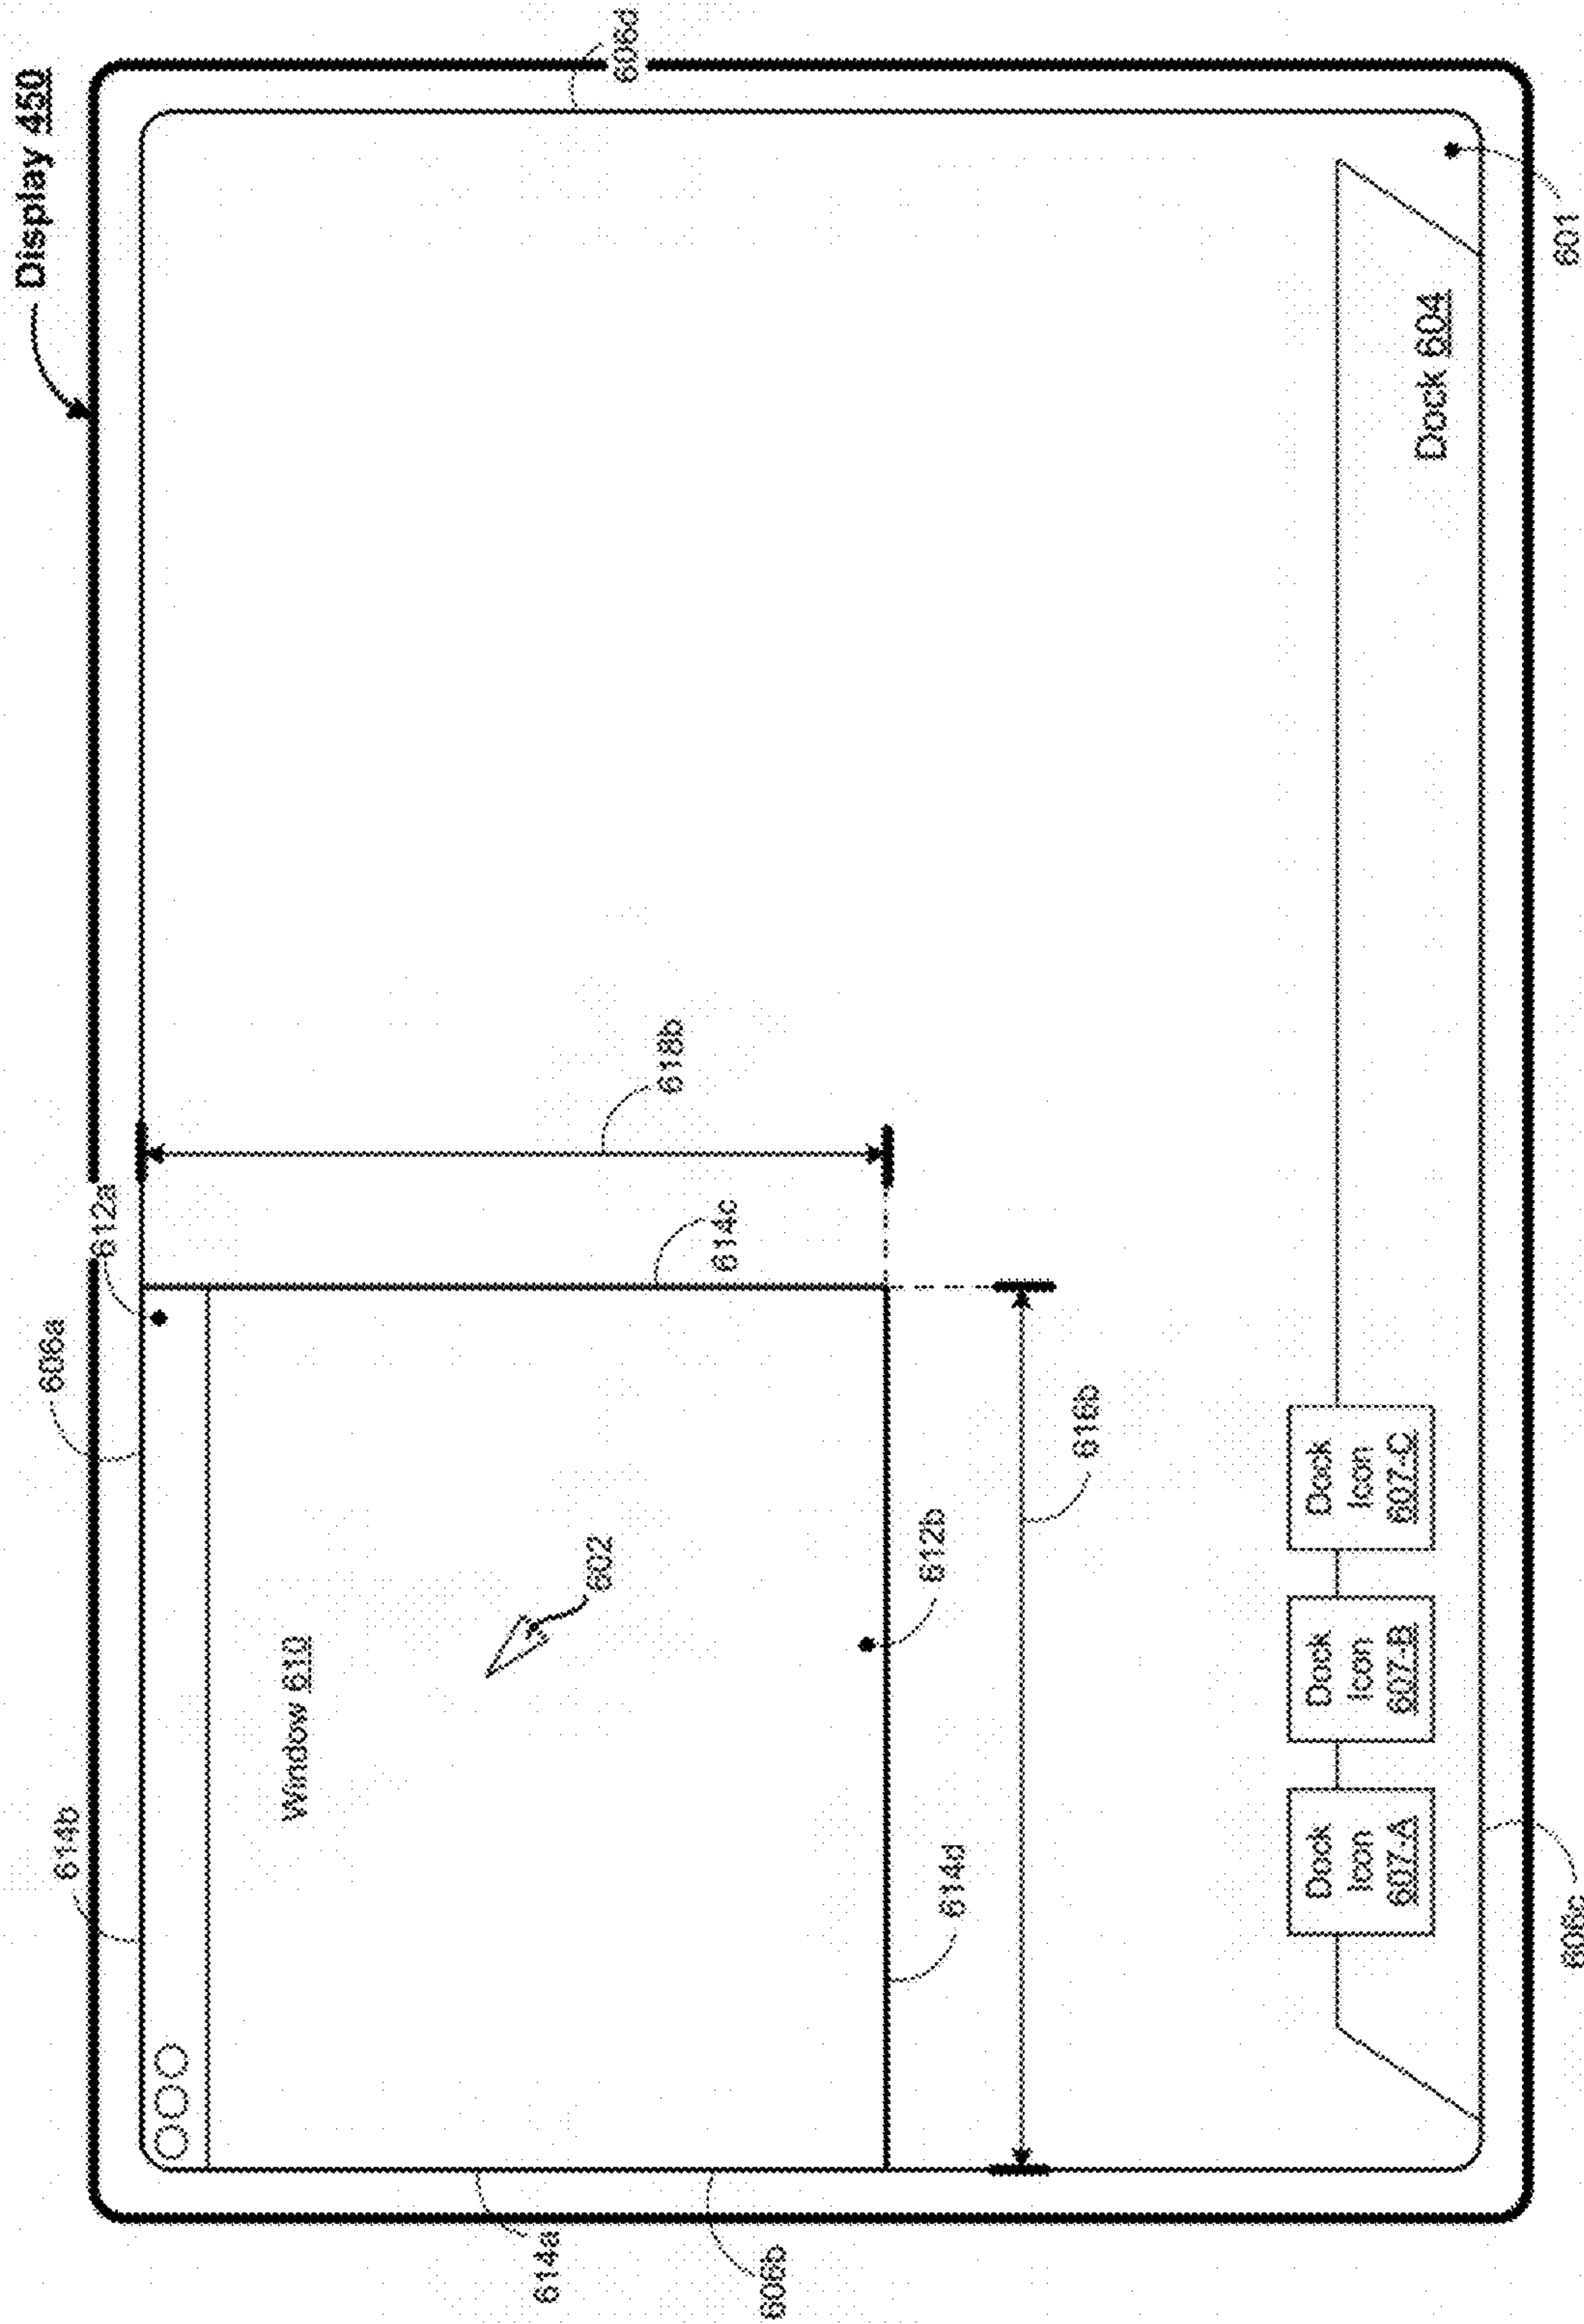 Display 450
614b
606a
612a
606d
614a
606b
Window 610
602
614c
618b
614d
612b
616b
Dock
Icon
607-A
Dock
Icon
607-B
Dock
Icon
607-C
Dock 604
606c
601